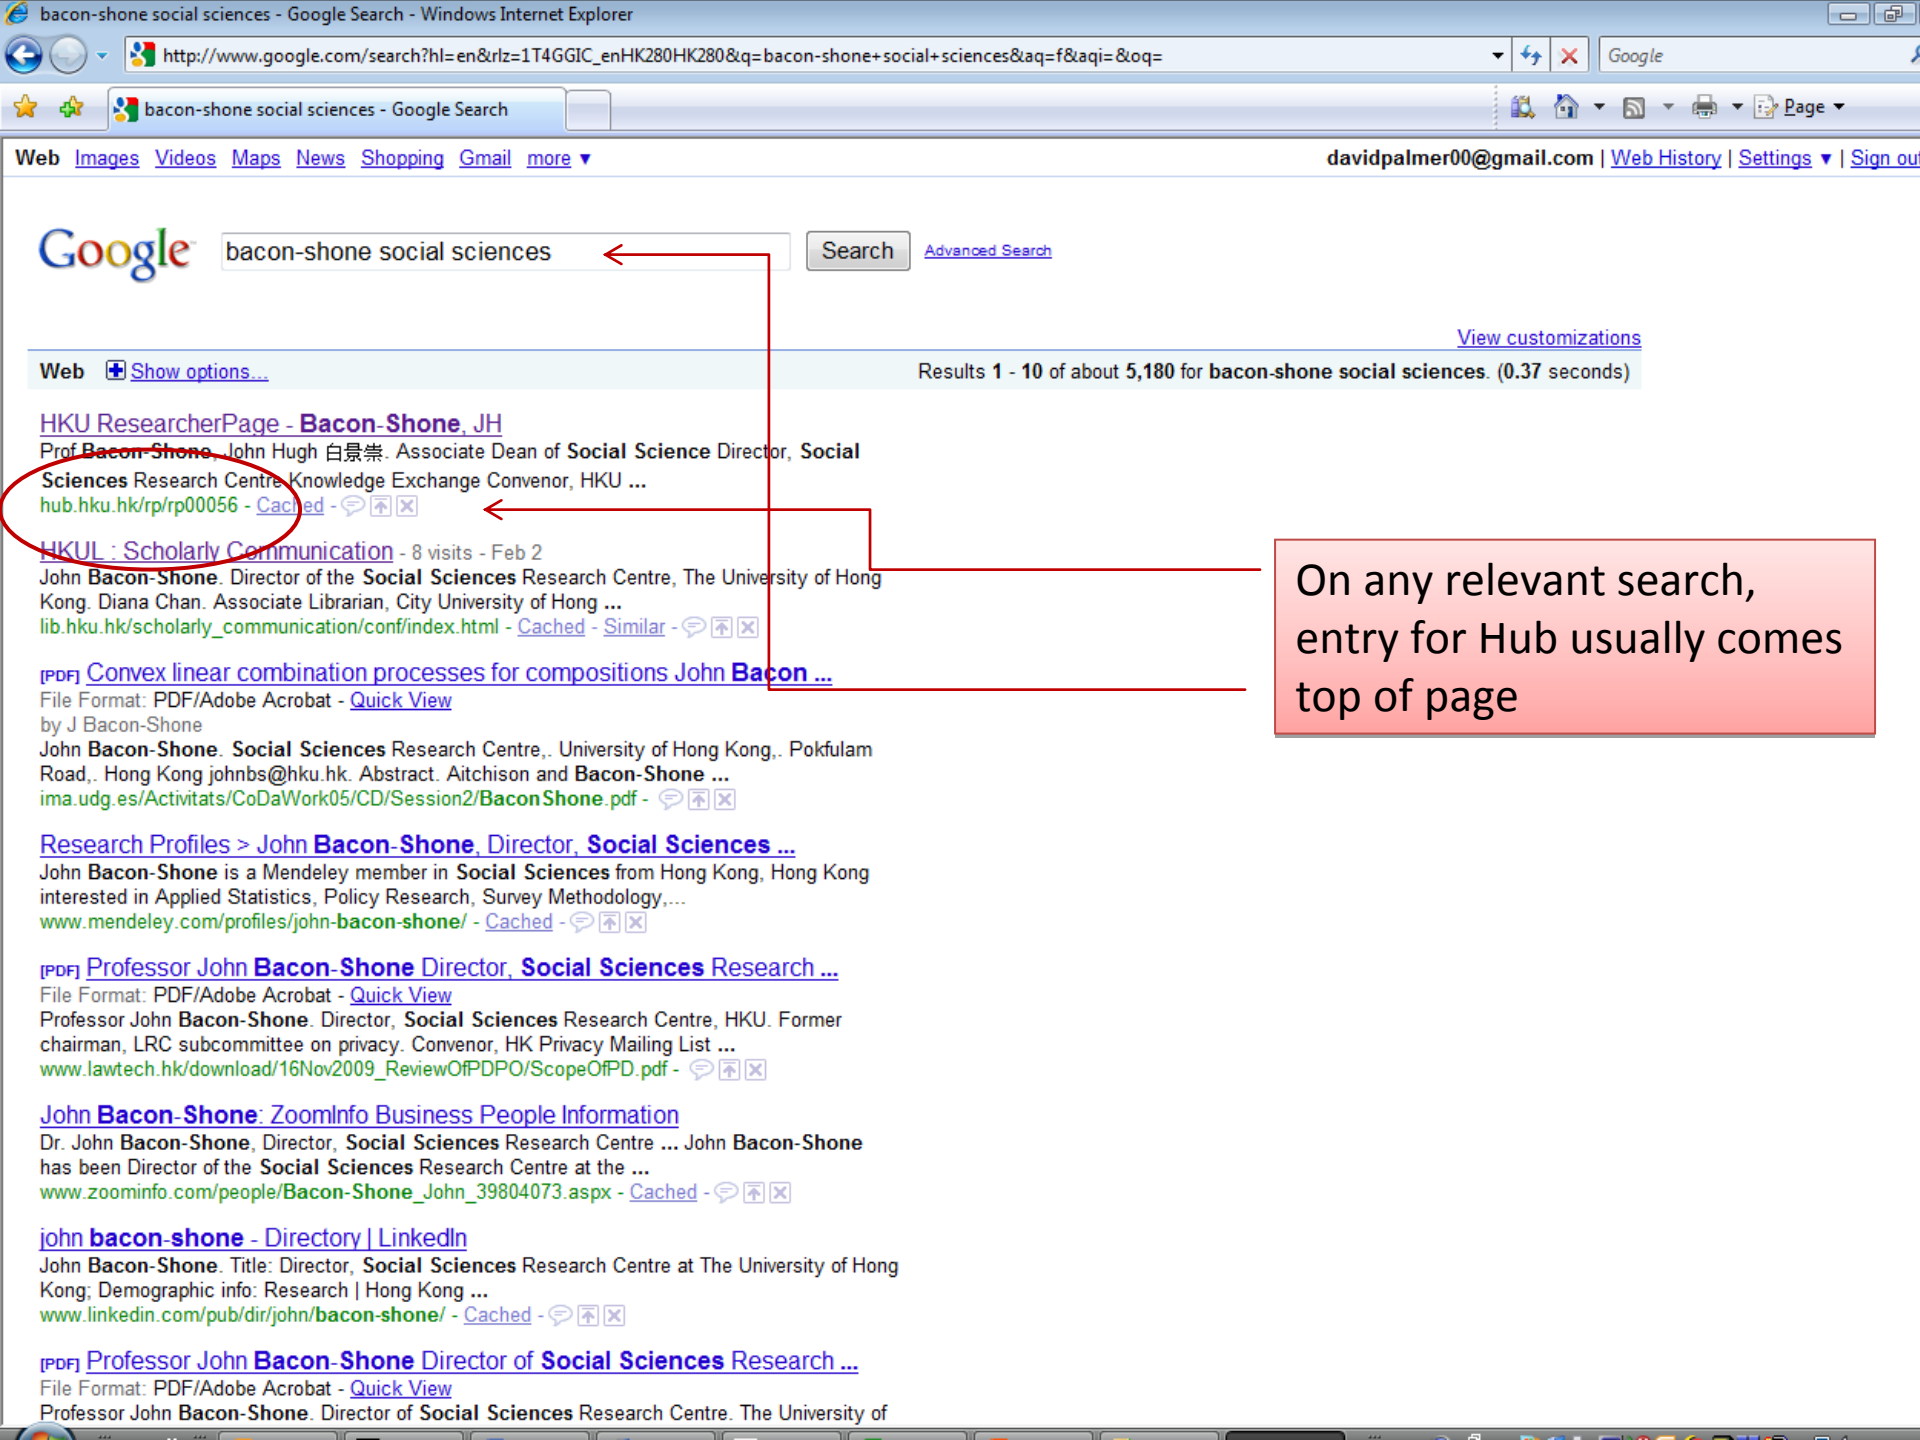 bacon-shone social sciences - Google Search - Windows Internet Explorer
http://www.google.com/search?hl=en&rlz=1T4GGIC_enHK280HK280&q=bacon-shone+social+sciences&aq=f&aqi=&oq=
Google
bacon-shone social sciences - Google Search
Page
Web Images Videos Maps News Shopping Gmail more ▼
davidpalmer00@gmail.com | Web History | Settings ▼ | Sign out
Google
bacon-shone social sciences
Search
Advanced Search
View customizations
Web Show options...
Results 1 - 10 of about 5,180 for bacon-shone social sciences. (0.37 seconds)
HKU ResearcherPage - Bacon-Shone, JH
Prof Bacon-Shone, John Hugh 白景崇. Associate Dean of Social Science Director, Social
Sciences Research Centre Knowledge Exchange Convenor, HKU ...
hub.hku.hk/rp/rp00056 - Cached -
HKUL : Scholarly Communication - 8 visits - Feb 2
John Bacon-Shone. Director of the Social Sciences Research Centre, The University of Hong
Kong. Diana Chan. Associate Librarian, City University of Hong ...
lib.hku.hk/scholarly_communication/conf/index.html - Cached - Similar -
On any relevant search,
entry for Hub usually comes
top of page
[PDF] Convex linear combination processes for compositions John Bacon ...
File Format: PDF/Adobe Acrobat - Quick View
by J Bacon-Shone
John Bacon-Shone. Social Sciences Research Centre,. University of Hong Kong,. Pokfulam
Road,. Hong Kong johnbs@hku.hk. Abstract. Aitchison and Bacon-Shone ...
ima.udg.es/Activitats/CoDaWork05/CD/Session2/BaconShone.pdf -
Research Profiles > John Bacon-Shone, Director, Social Sciences ...
John Bacon-Shone is a Mendeley member in Social Sciences from Hong Kong, Hong Kong
interested in Applied Statistics, Policy Research, Survey Methodology,...
www.mendeley.com/profiles/john-bacon-shone/ - Cached -
[PDF] Professor John Bacon-Shone Director, Social Sciences Research ...
File Format: PDF/Adobe Acrobat - Quick View
Professor John Bacon-Shone. Director, Social Sciences Research Centre, HKU. Former
chairman, LRC subcommittee on privacy. Convenor, HK Privacy Mailing List ...
www.lawtech.hk/download/16Nov2009_ReviewOfPDPO/ScopeOfPD.pdf -
John Bacon-Shone: ZoomInfo Business People Information
Dr. John Bacon-Shone, Director, Social Sciences Research Centre ... John Bacon-Shone
has been Director of the Social Sciences Research Centre at the ...
www.zoominfo.com/people/Bacon-Shone_John_39804073.aspx - Cached -
john bacon-shone - Directory | LinkedIn
John Bacon-Shone. Title: Director, Social Sciences Research Centre at The University of Hong
Kong; Demographic info: Research | Hong Kong ...
www.linkedin.com/pub/dir/john/bacon-shone/ - Cached -
[PDF] Professor John Bacon-Shone Director of Social Sciences Research ...
File Format: PDF/Adobe Acrobat - Quick View
Professor John Bacon-Shone. Director of Social Sciences Research Centre. The University of